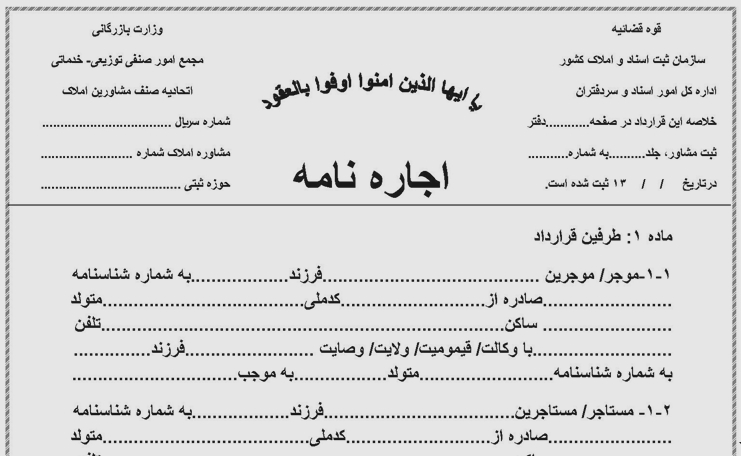 قوه قضائیه
سازمان ثبت اسناد و املاک کشور
اداره کل امور اسناد و سردفتران
خلاصه این قرارداد در صفحه............دفتر
ثبت مشاور، جلد..........به شماره...........
درتاریخ / / ۱۳ ثبت شده است.
یا ایها الذین امنوا اوفوا بالعقود
اجاره نامه
وزارت بازرگانی
مجمع امور صنفی توزیعی- خدماتی
اتحادیه صنف مشاورین املاک
شماره سریال ..................................
مشاوره املاک شماره ......................
حوزه ثبتی .....................................
ماده ۱: طرفین قرارداد
۱-۱-موجر/ موجرین ..................................فرزند...................به شماره شناسنامه
.........................صادره از..............................کدملی...........................متولد
......................... ساکن.....................................................................تلفن
...........................با وکالت/ قیمومیت/ ولایت/ وصایت .........................فرزند...............
به شماره شناسنامه..........................متولد..................به موجب...........................
۱-۲- مستاجر/ مستاجرین................................فرزند...................به شماره شناسنامه
.........................صادره از.............................کدملی...........................متولد